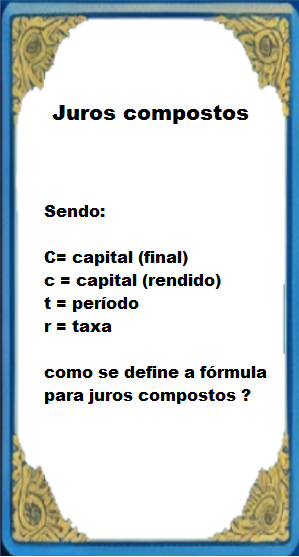 Juros compostos
Sendo:
C= capital (final)
c = capital (rendido)
t = período
r = taxa
como se define a fórmula
para juros compostos ?